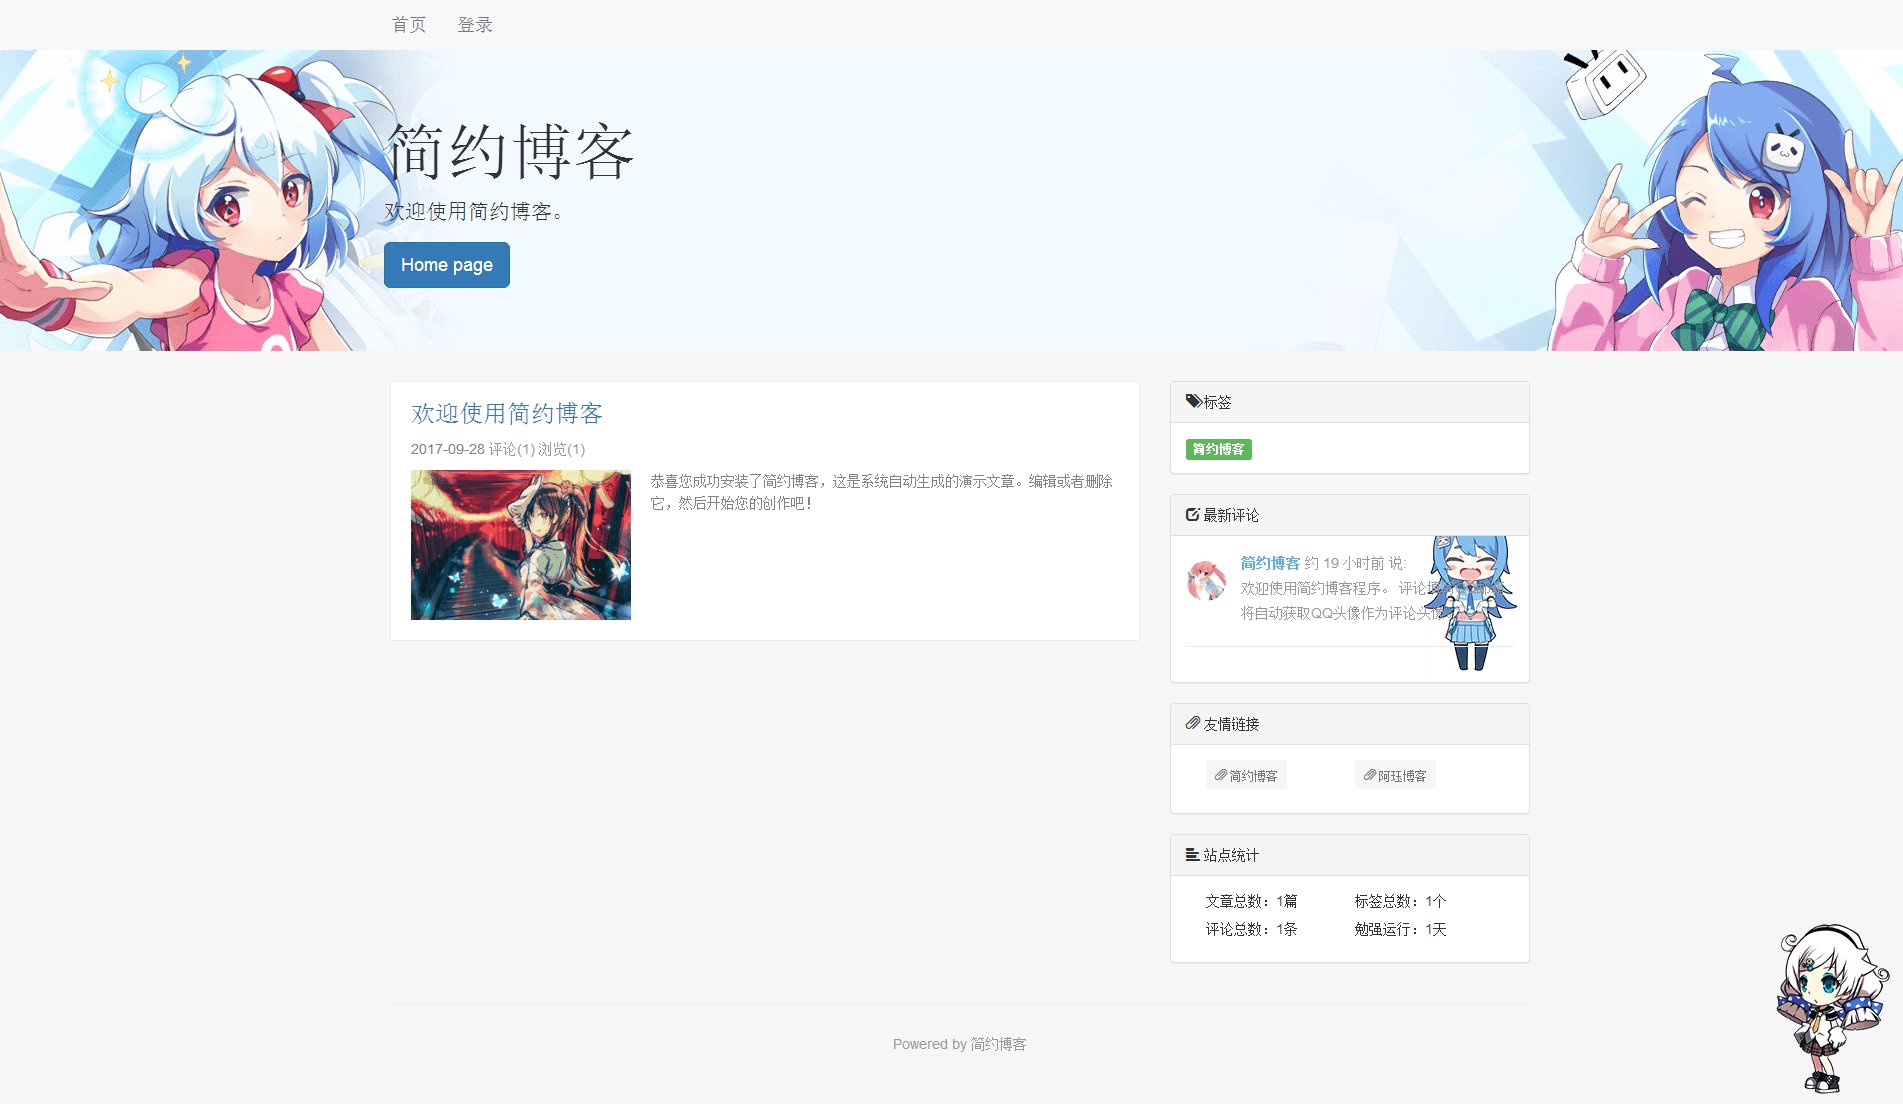 首页 登录
简约博客
欢迎使用简约博客。
Home page
欢迎使用简约博客
2017-09-28 评论(1) 浏览(1)
恭喜您成功安装了简约博客，这是系统自动生成的演示文章。编辑或者删除
它，然后开始您的创作吧！
标签
简约博客
最新评论
简约博客 约 19 小时前 说:
欢迎使用简约博客程序。 评论
将自动获取QQ头像作为评论头像
友情链接
简约博客 阿珏博客
站点统计
文章总数：1篇 标签总数：1个
评论总数：1条 勉强运行：1天
Powered by 简约博客